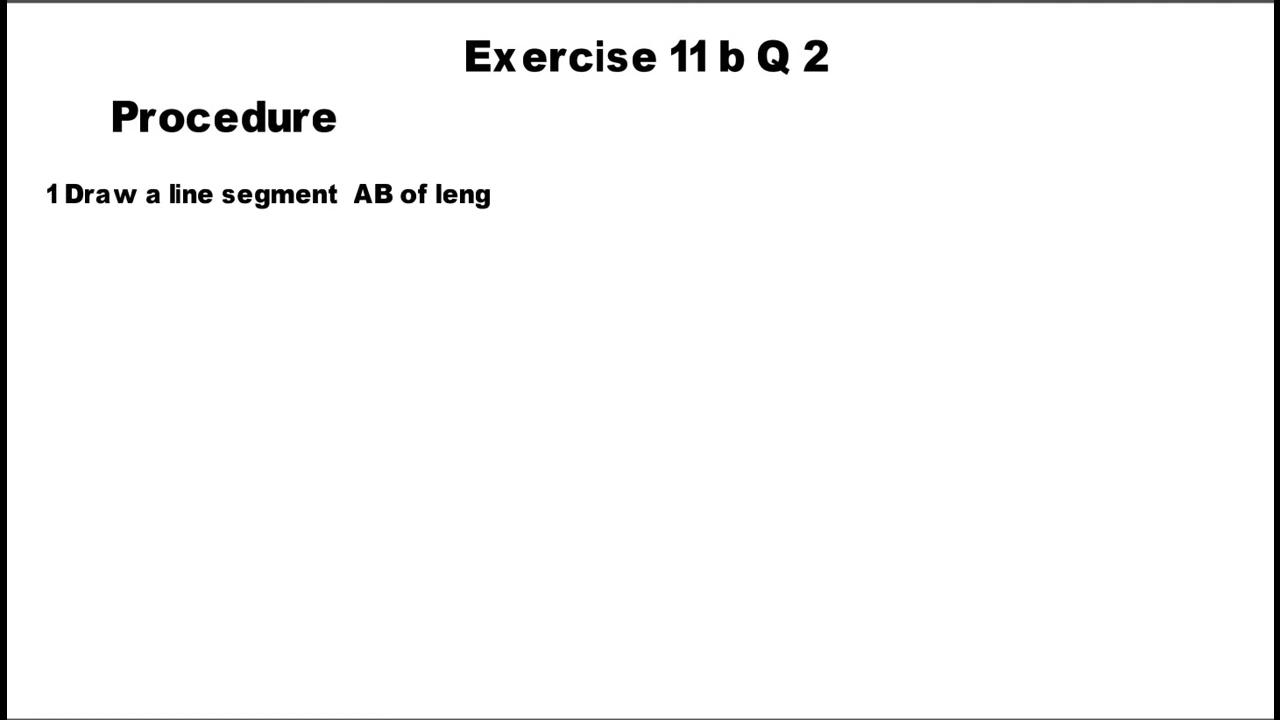 Exercise 11 b Q 2
Procedure
1 Draw a line segment AB of leng